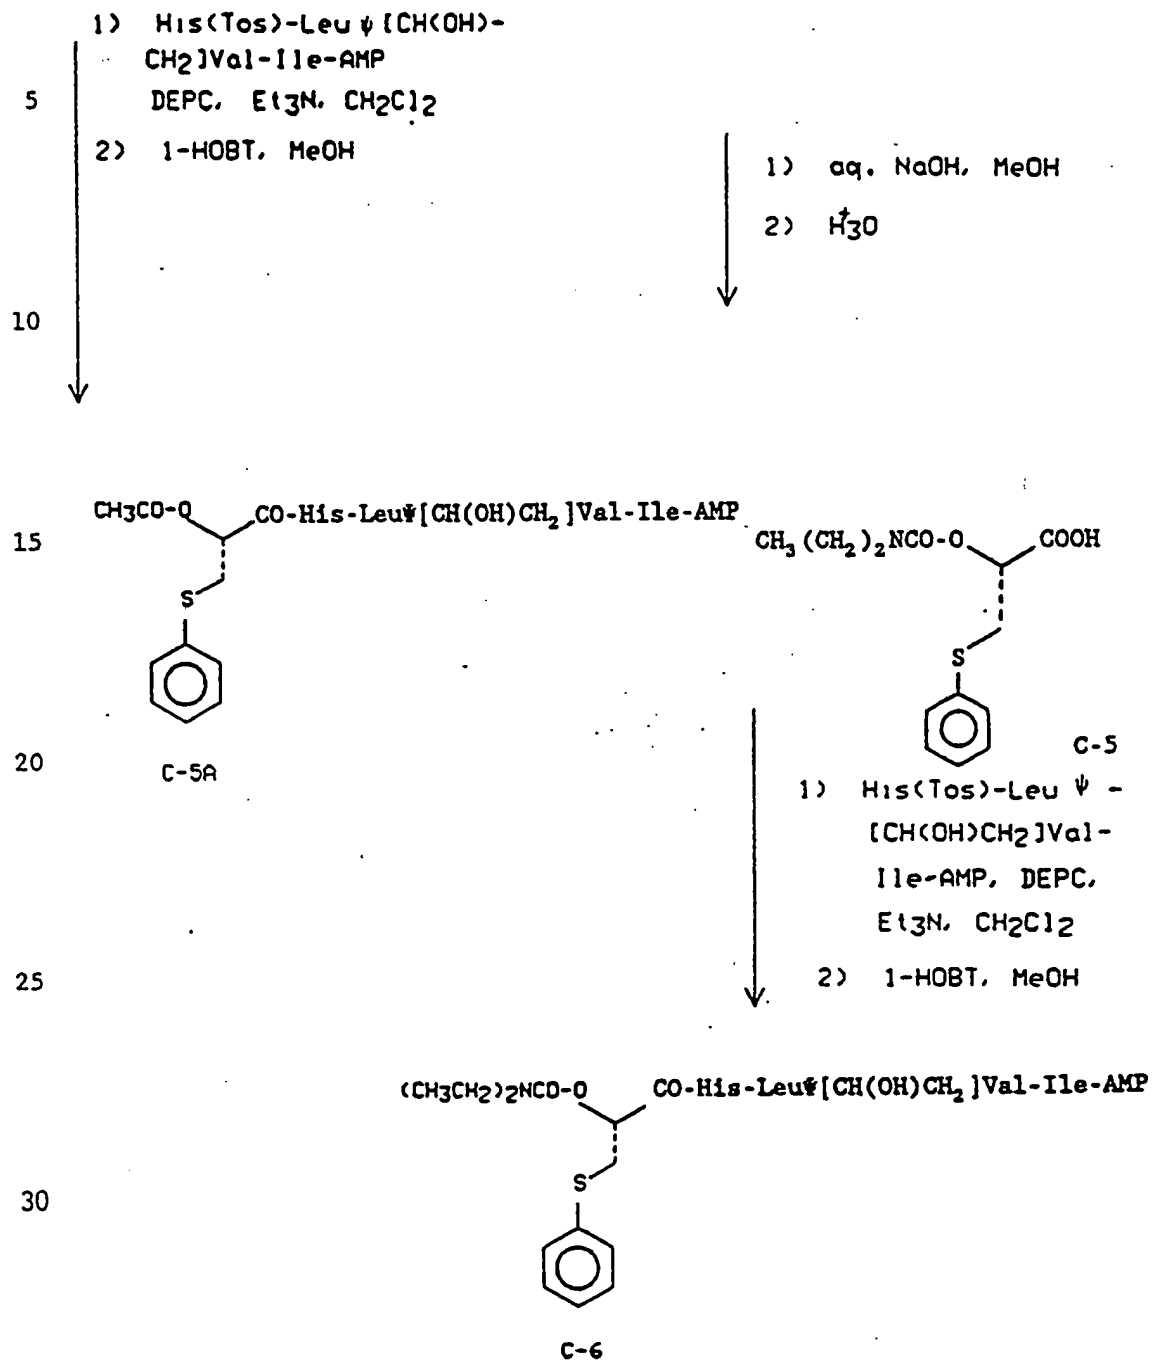 1) His(Tos)-Leu ψ [CH(OH)-
CH2]Val-Ile-AMP
5
DEPC, Et3N, CH2Cl2
2) 1-HOBT, MeOH
1) aq. NaOH, MeOH
2) H3+O
10
CH3CO-O
CO-His-LeuΨ[CH(OH)CH2]Val-Ile-AMP
15
CH3(CH2)2NCO-O
COOH
S
S
C-5A
C-5
20
1) His(Tos)-Leu ψ -
[CH(OH)CH2]Val-
Ile-AMP, DEPC,
Et3N, CH2Cl2
25
2) 1-HOBT, MeOH
(CH3CH2)2NCO-O
CO-His-LeuΨ[CH(OH)CH2]Val-Ile-AMP
30
S
C-6